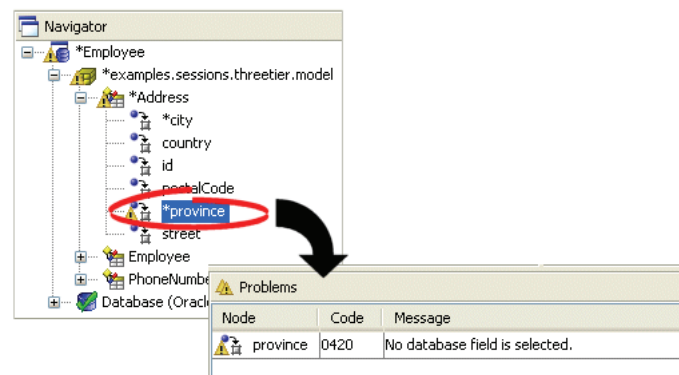 Navigator
*Employee
*examples.sessions.threetier.model
*Address
*city
country
id
postalCode
*province
street
Employee
PhoneNumbe
Database (Oracl
Problems
Node Code Message
province 0420 No database field is selected.